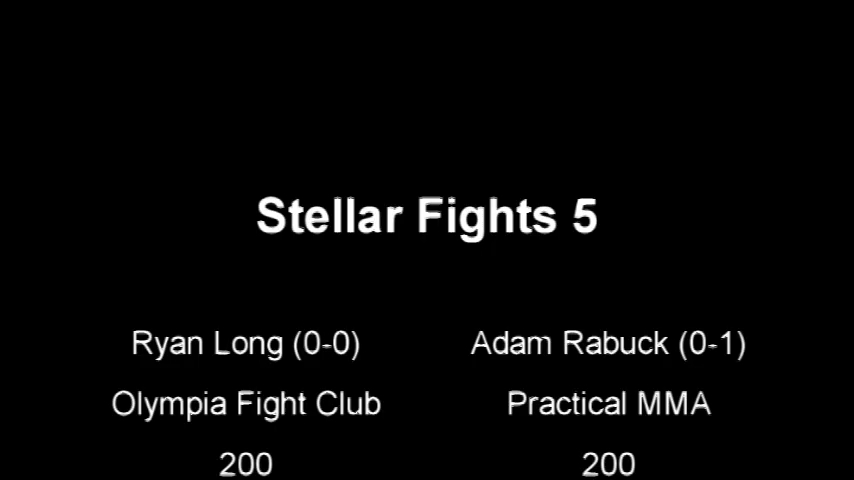 Stellar Fights 5
Ryan Long (0-0) Adam Rabuck (0-1)
Olympia Fight Club Practical MMA
200 200